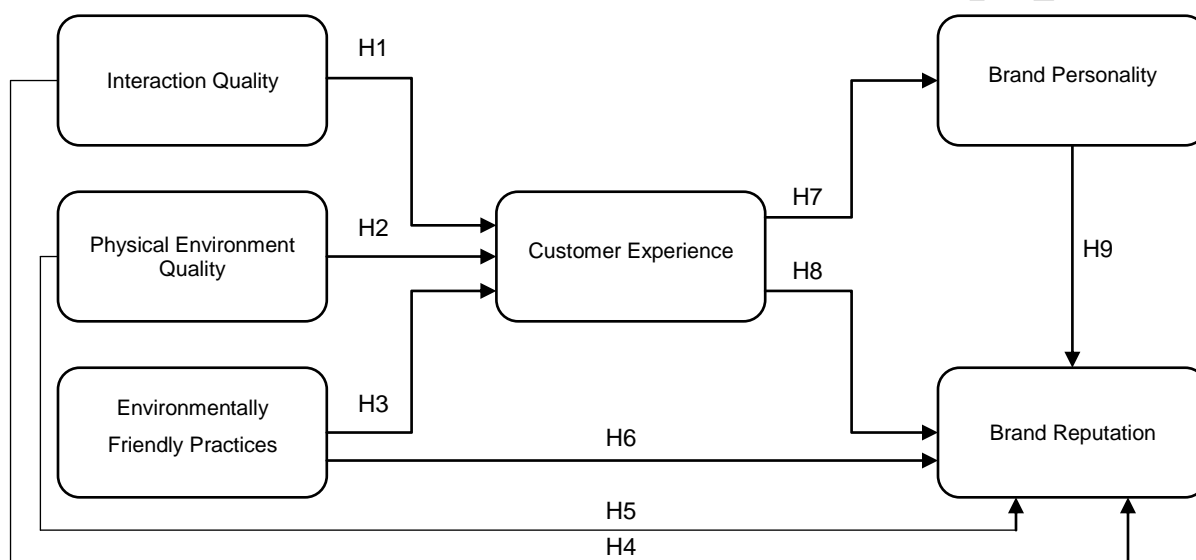 H1
Interaction Quality
Brand Personality
H2
Physical Environment
Quality
Customer Experience
H7
H8
H9
H3
Environmentally
Friendly Practices
H6
Brand Reputation
H5
H4